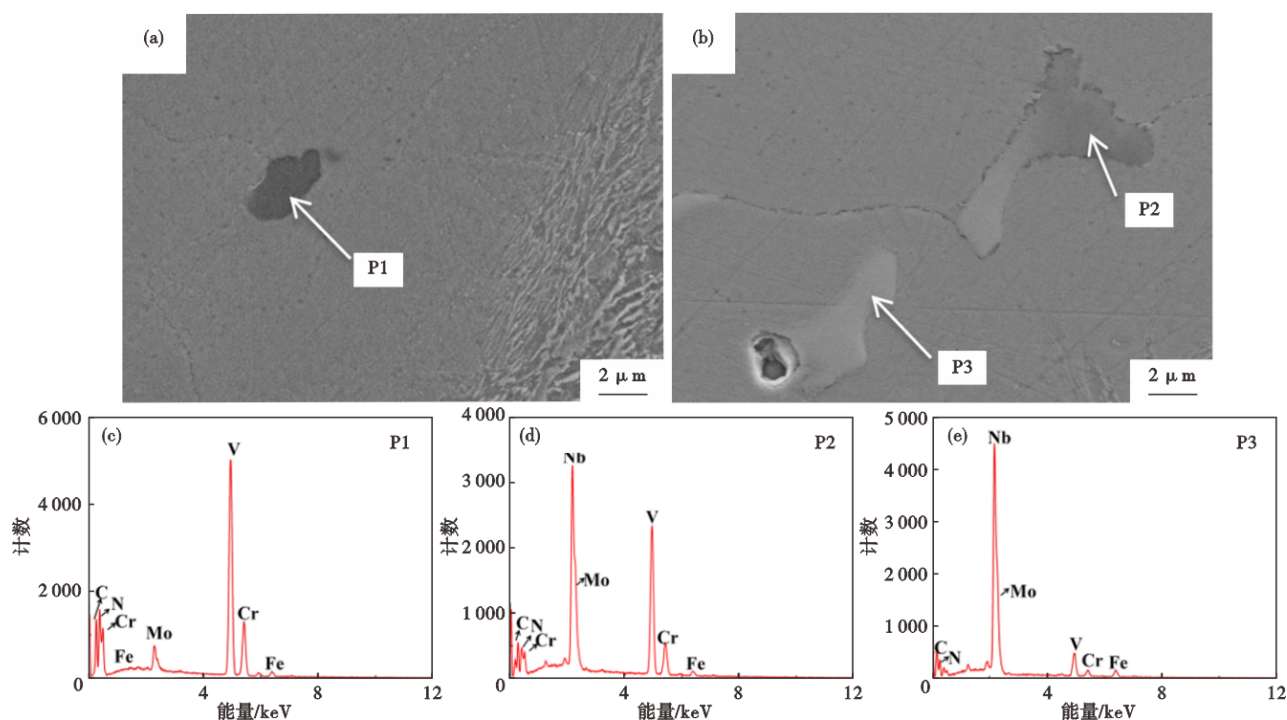 (a)
P1
2 μm
(b)
P2
P3
2 μm
(c)
P1
计数
6 000
4 000
2 000
0
4
8
12
能量/keV
C
N
Cr
Fe
Mo
V
Cr
Fe
(d)
P2
计数
4 000
3 000
2 000
1 000
0
0
4
8
12
能量/keV
C
N
Cr
Nb
Mo
V
Cr
Fe
(e)
P3
计数
5 000
4 000
3 000
2 000
1 000
0
0
4
8
12
能量/keV
C
N
Nb
Mo
V
Cr
Fe